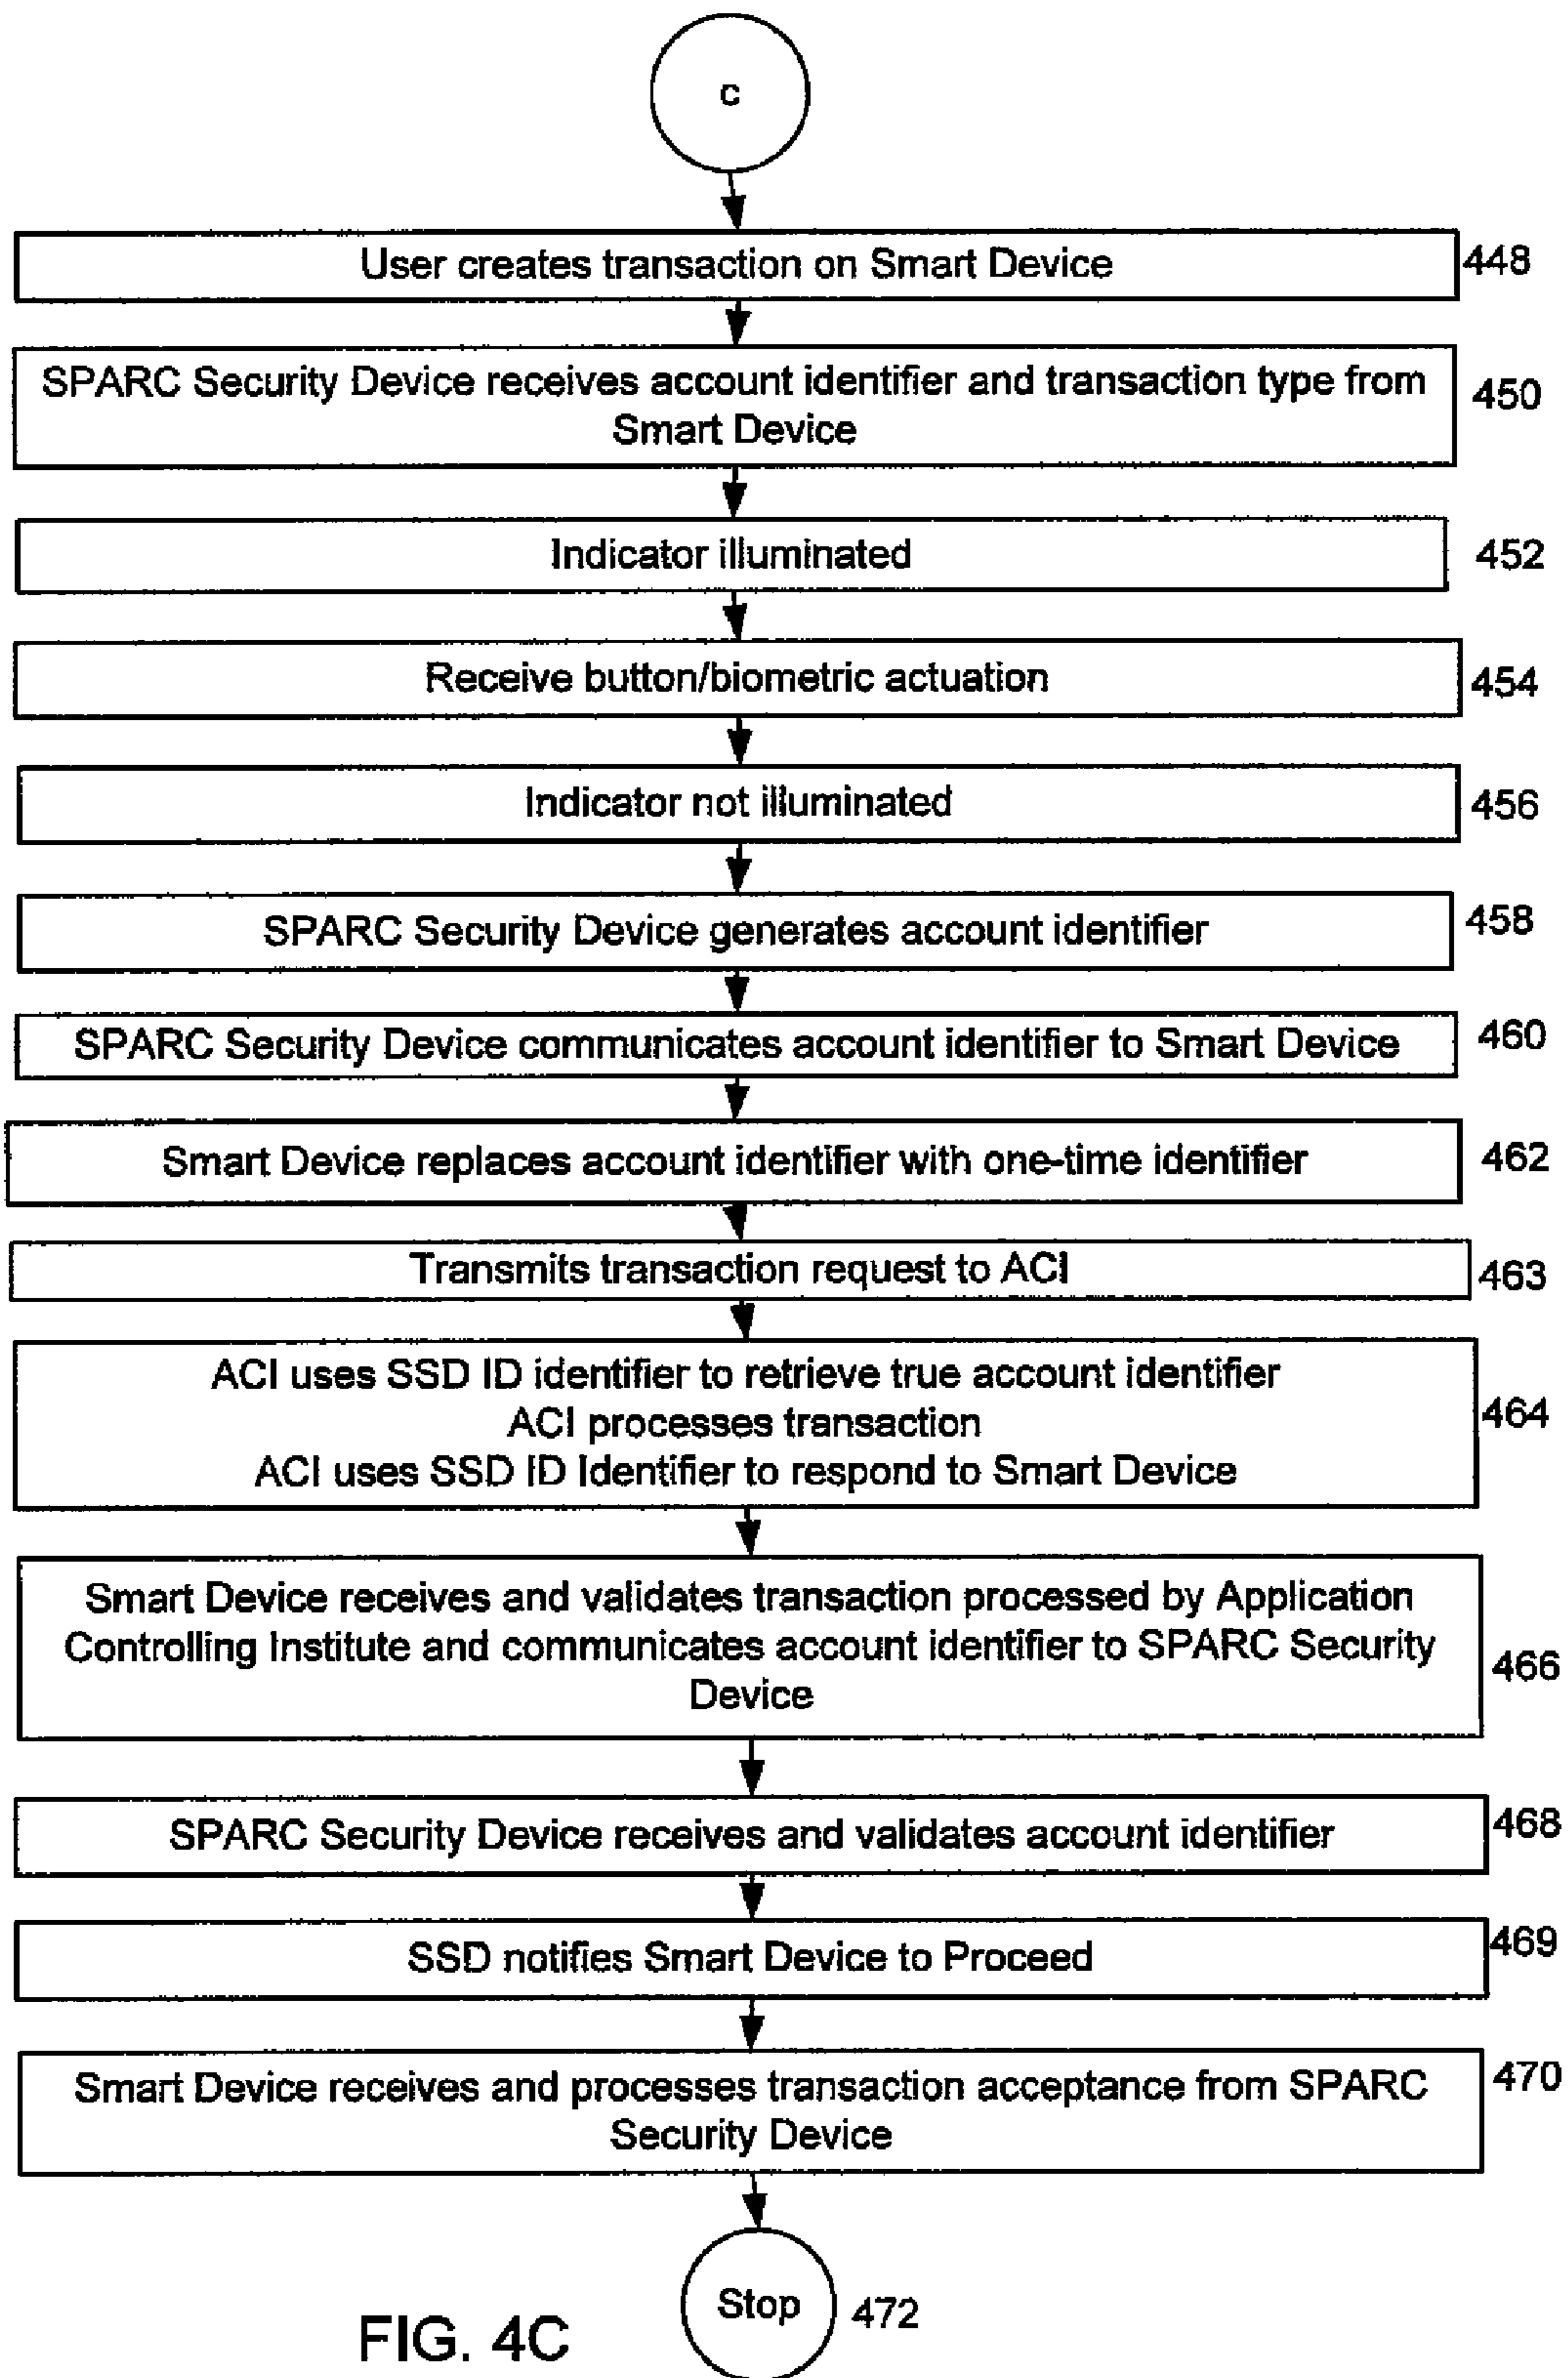 c
User creates transaction on Smart Device
448
SPARC Security Device receives account identifier and transaction type from
Smart Device
450
Indicator illuminated
452
Receive button/biometric actuation
454
Indicator not illuminated
456
SPARC Security Device generates account identifier
458
SPARC Security Device communicates account identifier to Smart Device
460
Smart Device replaces account identifier with one-time identifier
462
Transmits transaction request to ACI
463
ACI uses SSD ID identifier to retrieve true account identifier
ACI processes transaction
ACI uses SSD ID Identifier to respond to Smart Device
464
Smart Device receives and validates transaction processed by Application
Controlling Institute and communicates account identifier to SPARC Security
Device
466
SPARC Security Device receives and validates account identifier
468
SSD notifies Smart Device to Proceed
469
Smart Device receives and processes transaction acceptance from SPARC
Security Device
470
Stop
472
FIG. 4C